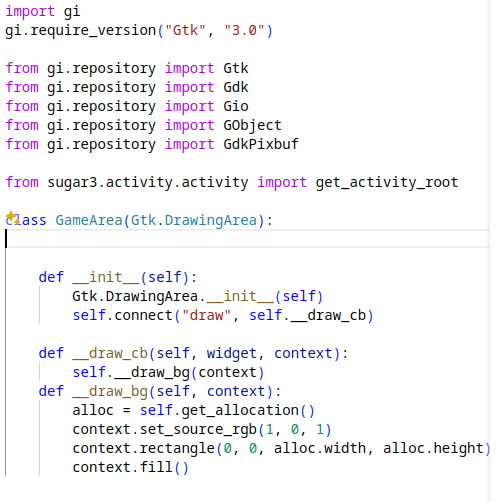 import gi
gi.require_version("Gtk", "3.0")
from gi.repository import Gtk
from gi.repository import Gdk
from gi.repository import Gio
from gi.repository import GObject
from gi.repository import GdkPixbuf
from sugar3.activity.activity import get_activity_root
class GameArea(Gtk.DrawingArea):
def __init__(self):
Gtk.DrawingArea.__init__(self)
self.connect("draw", self.__draw_cb)
def __draw_cb(self, widget, context):
self.__draw_bg(context)
def __draw_bg(self, context):
alloc = self.get_allocation()
context.set_source_rgb(1, 0, 1)
context.rectangle(0, 0, alloc.width, alloc.height)
context.fill()